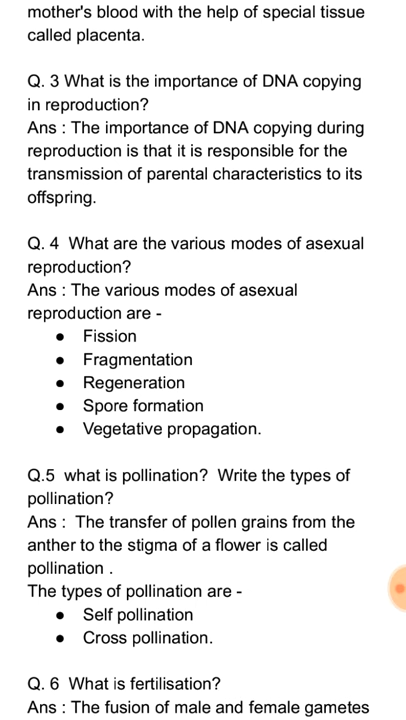 mother's blood with the help of special tissue
called placenta.
Q. 3 What is the importance of DNA copying
in reproduction?
Ans : The importance of DNA copying during
reproduction is that it is responsible for the
transmission of parental characteristics to its
offspring.
Q. 4 What are the various modes of asexual
reproduction?
Ans : The various modes of asexual
reproduction are -
● Fission
● Fragmentation
● Regeneration
● Spore formation
● Vegetative propagation.
Q.5 what is pollination? Write the types of
pollination?
Ans : The transfer of pollen grains from the
anther to the stigma of a flower is called
pollination .
The types of pollination are -
● Self pollination
● Cross pollination.
Q. 6 What is fertilisation?
Ans : The fusion of male and female gametes